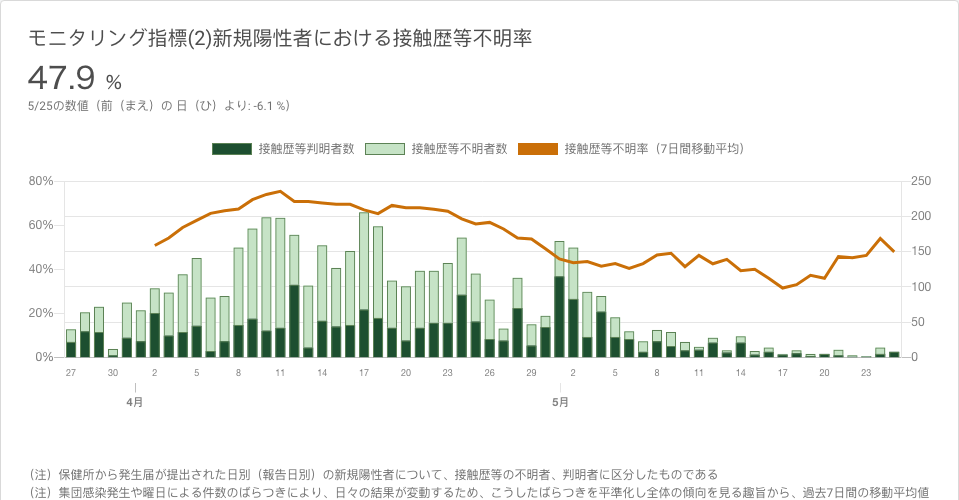 モニタリング指標(2)新規陽性者における接触歴等不明率
47.9 %
5/25の数値（前（まえ）の 日（ひ）より: -6.1 %）
接触歴等判明者数 接触歴等不明者数 接触歴等不明率（7日間移動平均）
80% 250
200
60%
150
40%
100
20%
50
0% 0
27 30 2 5 8 11 14 17 20 23 26 29 2 5 8 11 14 17 20 23
4月 5月
（注）保健所から発生届が提出された日別（報告日別）の新規陽性者について、接触歴等の不明者、判明者に区分したものである
（注）集団感染発生や曜日による件数のばらつきにより、日々の結果が変動するため、こうしたばらつきを平準化し全体の傾向を見る趣旨から、過去7日間の移動平均値